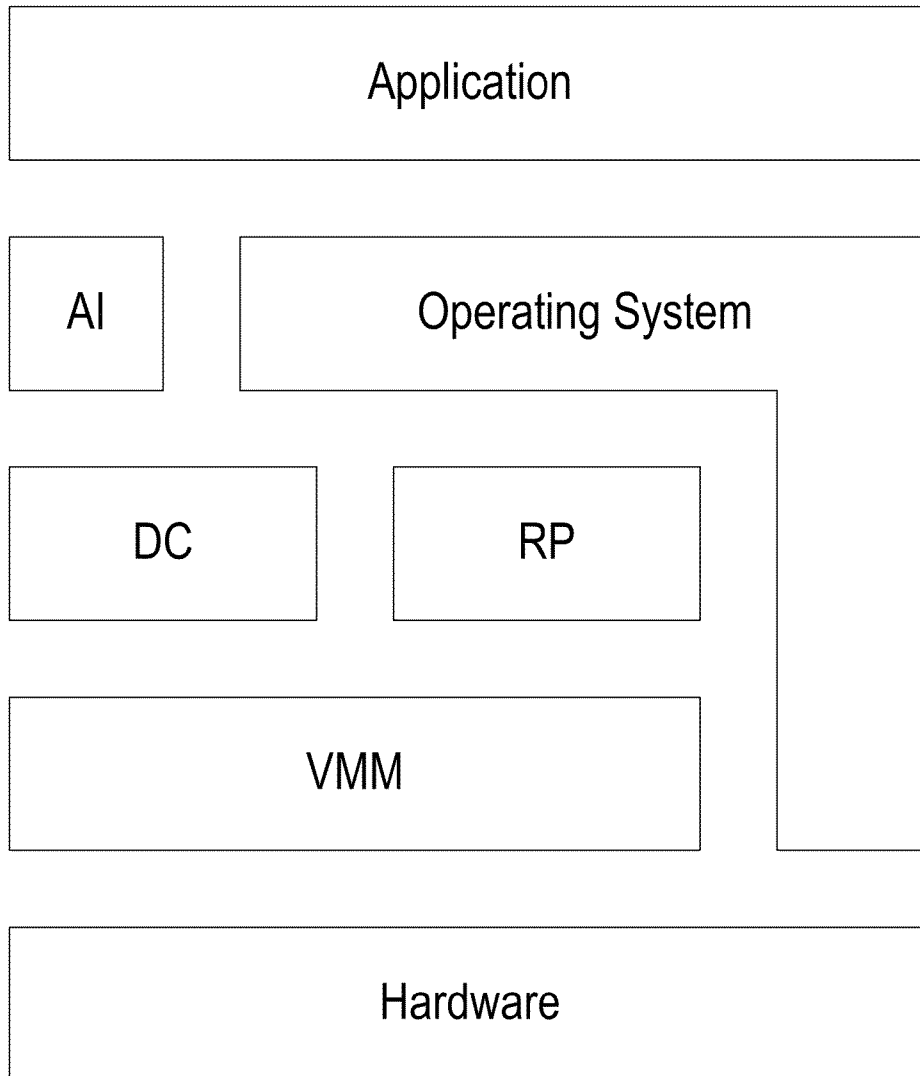 Application
AI
Operating System
DC
RP
VMM
Hardware